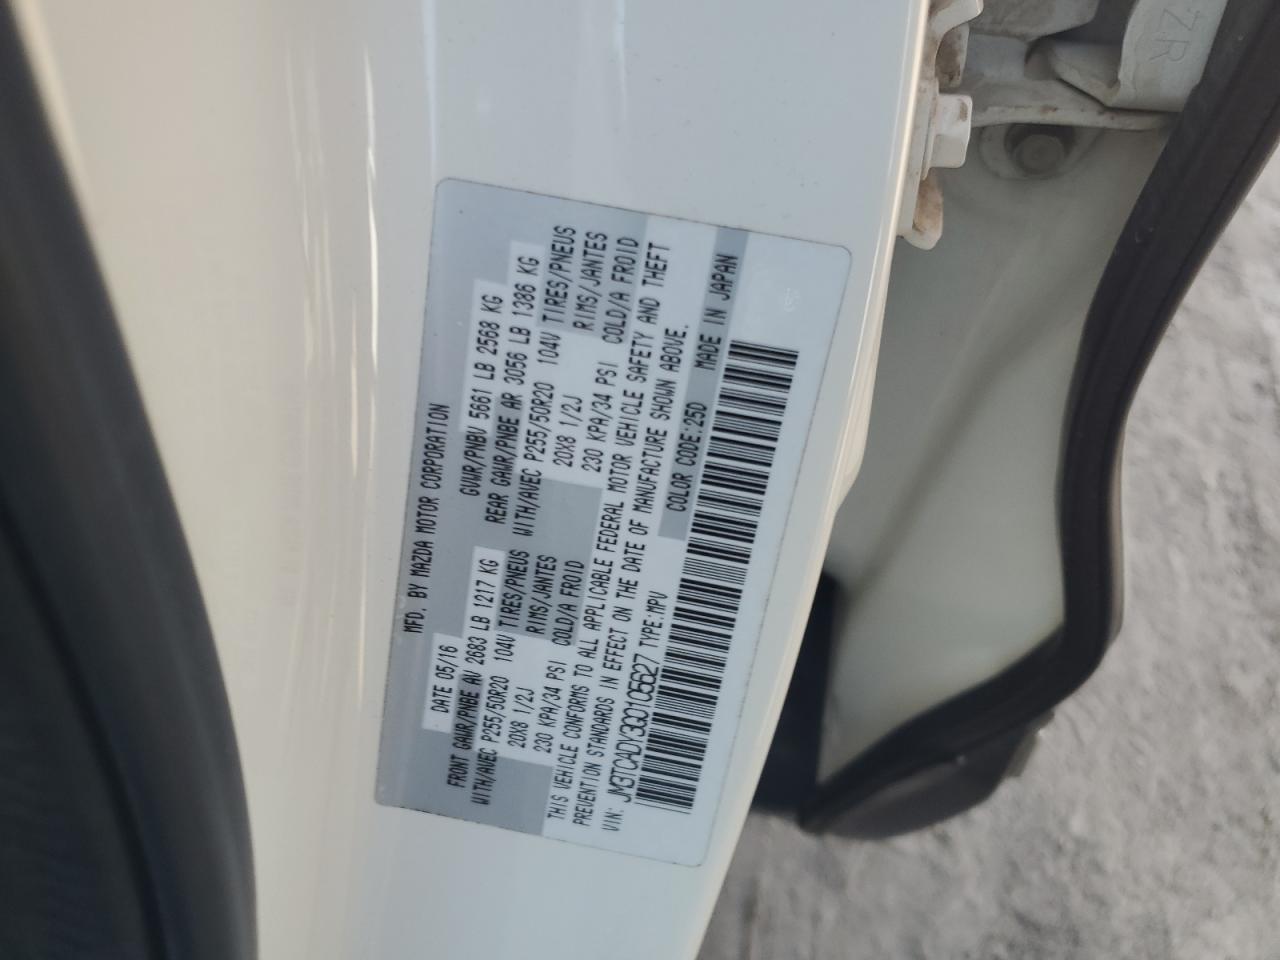 MFD. BY MAZDA MOTOR CORPORATION
DATE 05/16 GVWR/PNBV 5661 LB 2568 KG
FRONT GAWR/PNBE AV 2683 LB 1217 KG REAR GAWR/PNBE AR 3056 LB 1386 KG
WITH/AVEC P255/50R20 104V TIRES/PNEUS WITH/AVEC P255/50R20 104V TIRES/PNEUS
20X8 1/2J RIMS/JANTES 20X8 1/2J RIMS/JANTES
230 KPA/34 PSI COLD/A FROID 230 KPA/34 PSI COLD/A FROID
THIS VEHICLE CONFORMS TO ALL APPLICABLE FEDERAL MOTOR VEHICLE SAFETY AND THEFT
PREVENTION STANDARDS IN EFFECT ON THE DATE OF MANUFACTURE SHOWN ABOVE.
VIN: JM3TCADY3G0105627 TYPE:MPV COLOR CODE:25D MADE IN JAPAN
ZR